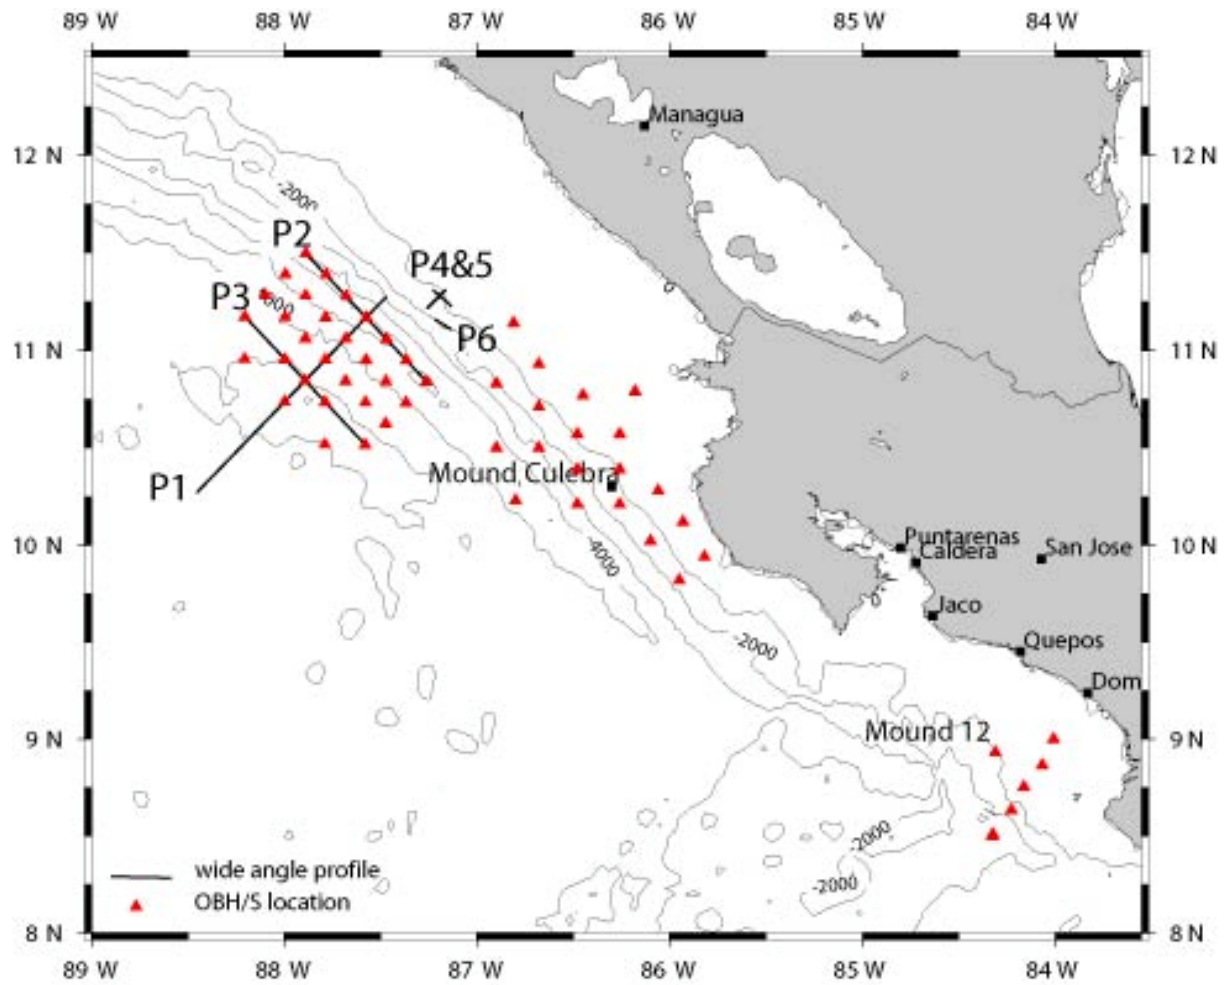 89 W 88 W 87 W 86 W 85 W 84 W
Managua
12 N 12 N
-2000
P2
P4&5
P3
11 N 11 N
P6
Mound Culebra
P1
10 N 10 N
Puntarenas
Caldera
San Jose
-4000
Jaco
-2000
Quepos
Dom
Mound 12
9 N 9 N
-2000
wide angle profile
-2000
OBH/S location
8 N 8 N
89 W 88 W 87 W 86 W 85 W 84 W